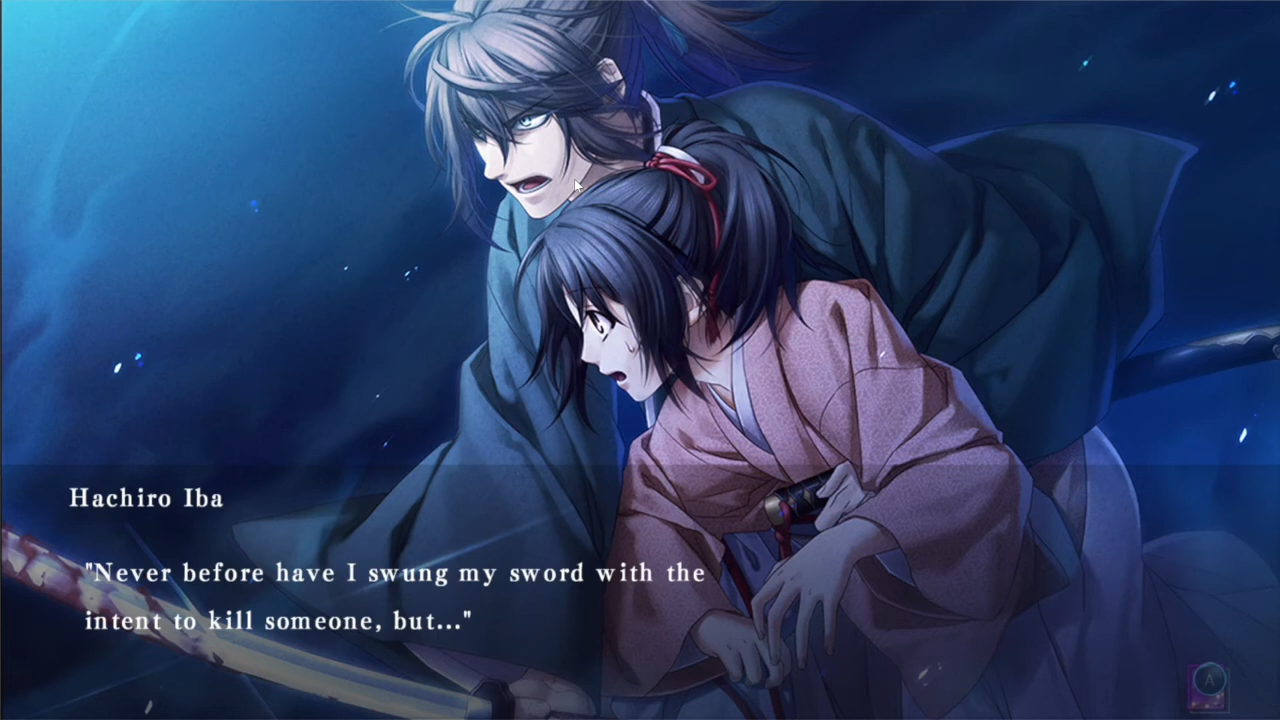 Hachiro Iba
"Never before have I swung my sword with the
intent to kill someone, but..."
A